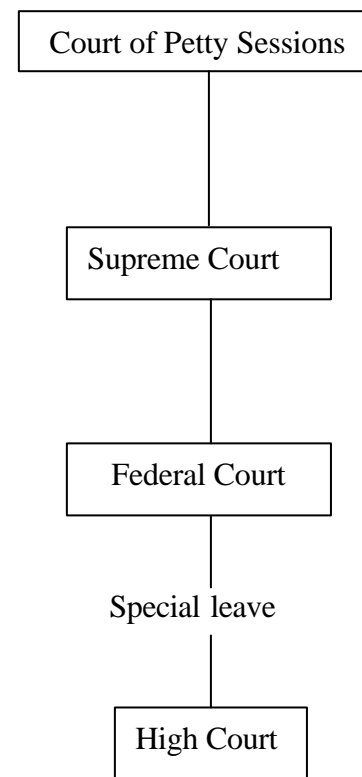 Court of Petty Sessions
Supreme Court
Federal Court
Special leave
High Court